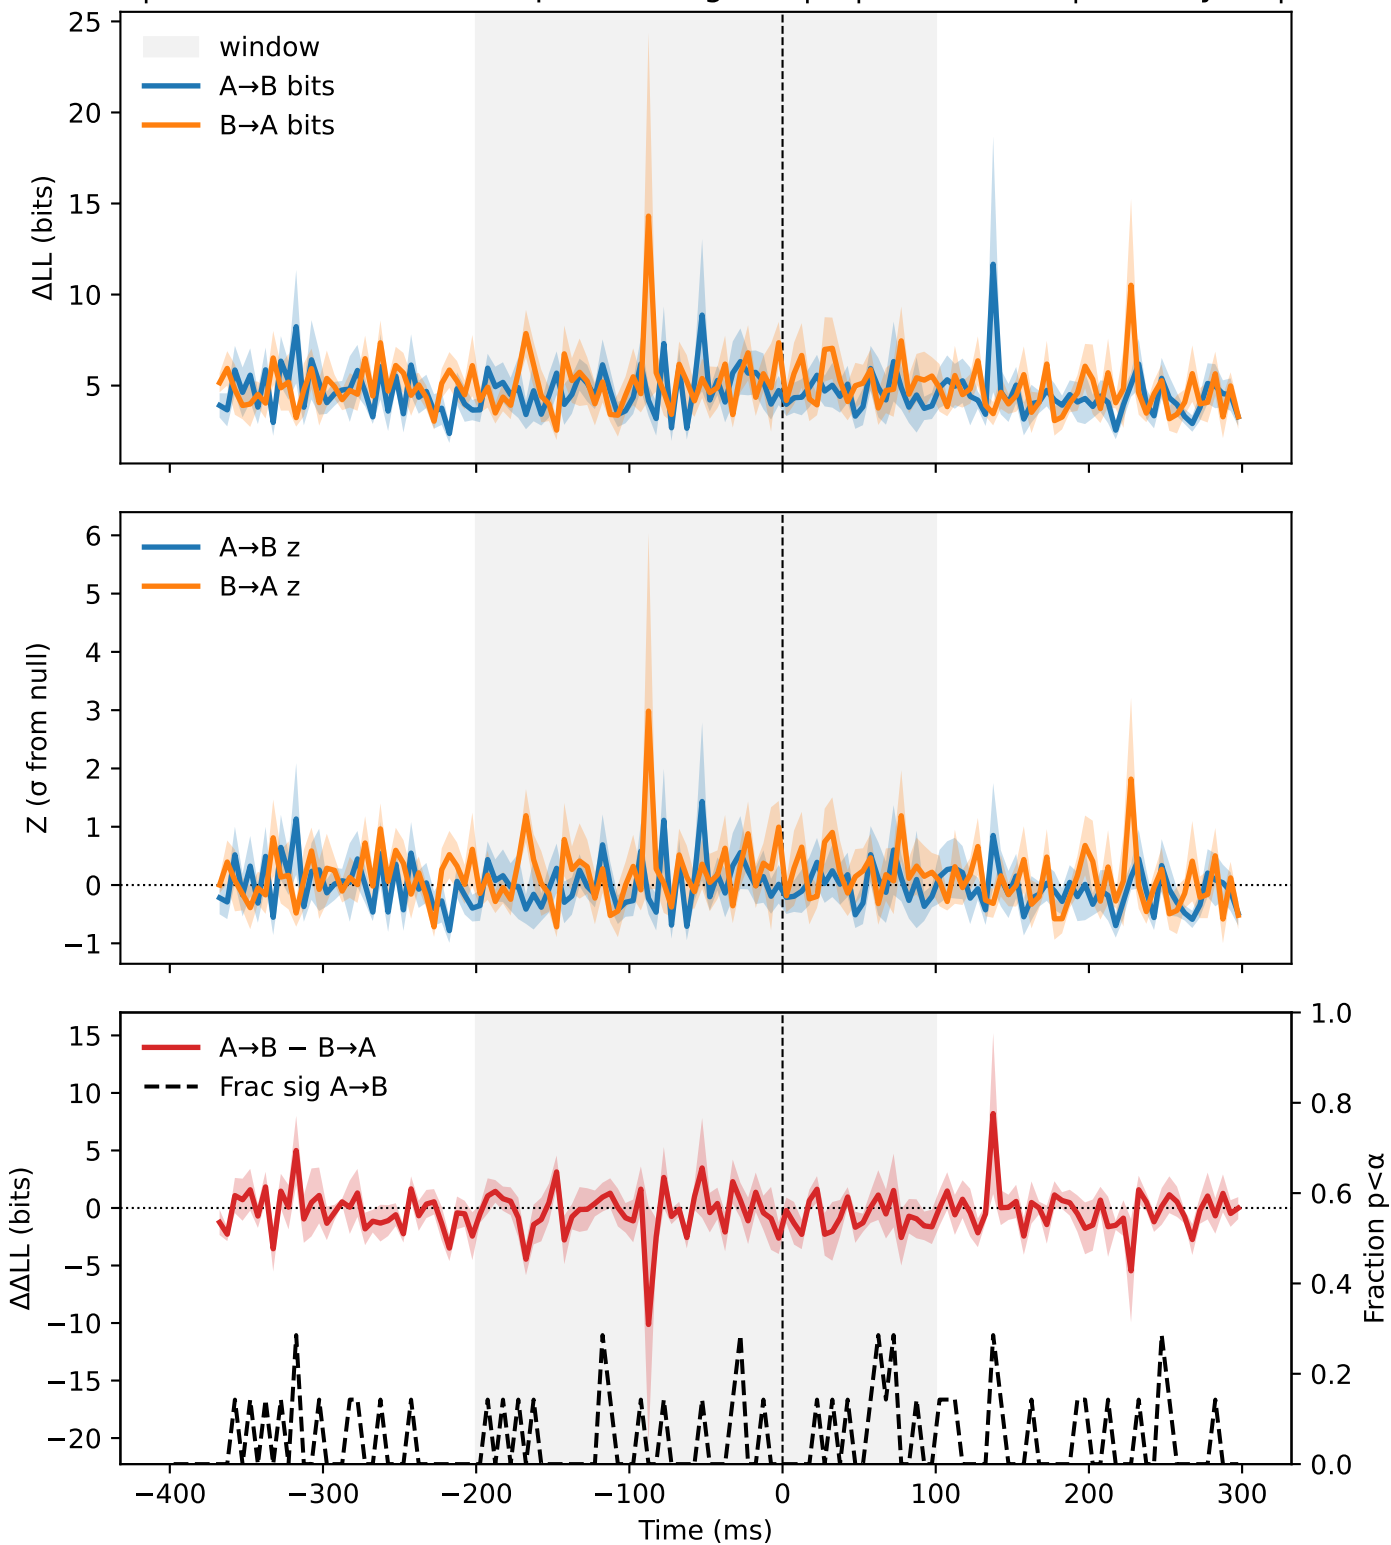 25
20
15
10
5
ΔLL (bits)
window
A→B bits
B→A bits
6
5
4
3
2
1
0
−1
Z (σ from null)
A→B z
B→A z
15
10
5
0
−5
−10
−15
−20
ΔΔLL (bits)
A→B − B→A
Frac sig A→B
1.0
0.8
0.6
0.4
0.2
0.0
Fraction p<α
−400 −300 −200 −100 0 100 200 300
Time (ms)